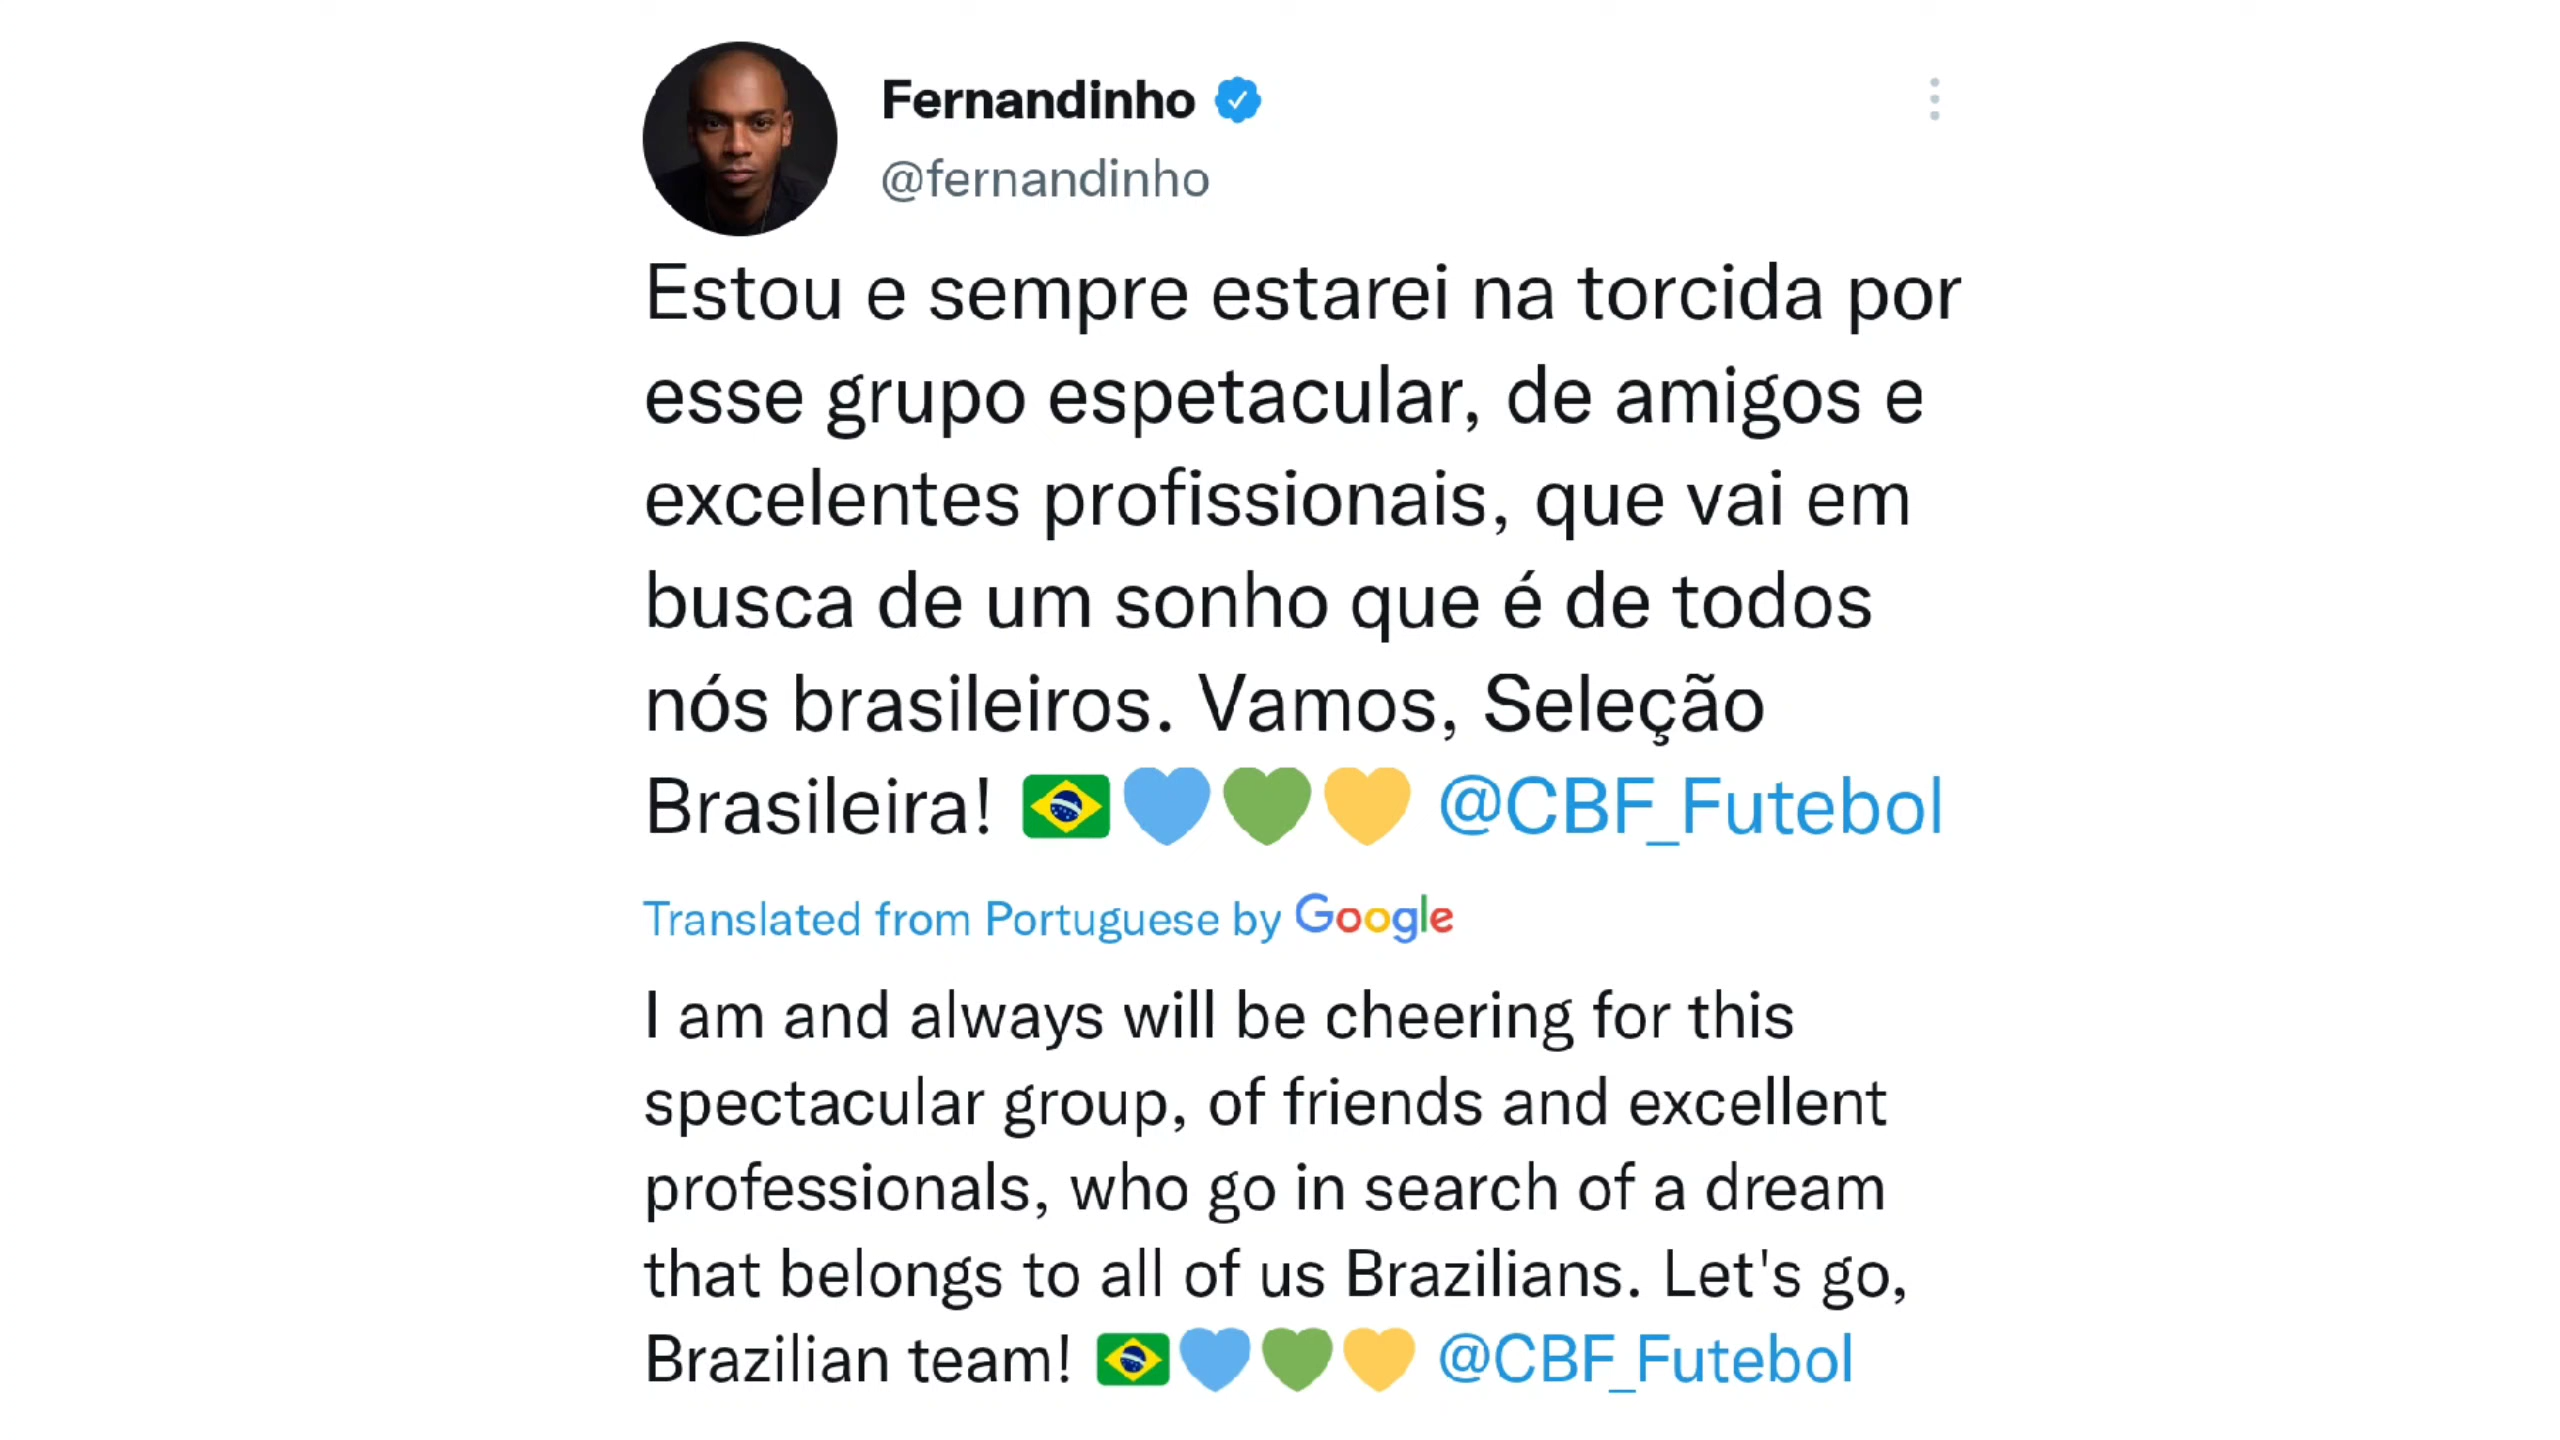 Fernandinho
@fernandinho
Estou e sempre estarei na torcida por
esse grupo espetacular, de amigos e
excelentes profissionais, que vai em
busca de um sonho que é de todos
nós brasileiros. Vamos, Seleção
Brasileira! 🇧🇷💙💚💛 @CBF_Futebol
Translated from Portuguese by Google
I am and always will be cheering for this
spectacular group, of friends and excellent
professionals, who go in search of a dream
that belongs to all of us Brazilians. Let's go,
Brazilian team! 🇧🇷💙💚💛 @CBF_Futebol